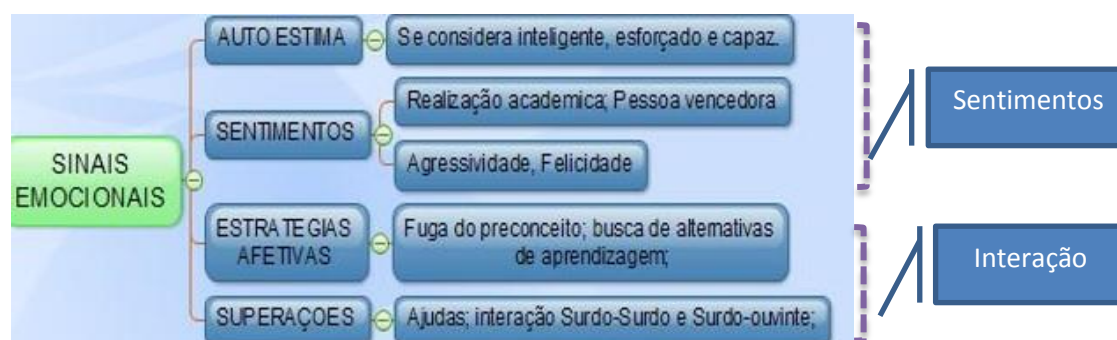 AUTO ESTIMA
Se considera inteligente, esforçado e capaz.
Realização academica; Pessoa vencedora
SENTIMENTOS
Agressividade, Felicidade
SINAIS
EMOCIONAIS
ESTRATEGIAS
AFETIVAS
Fuga do preconceito; busca de alternativas
de aprendizagem;
SUPERAÇOES
Ajudas; interação Surdo-Surdo e Surdo-ouvinte;
Sentimentos
Interação